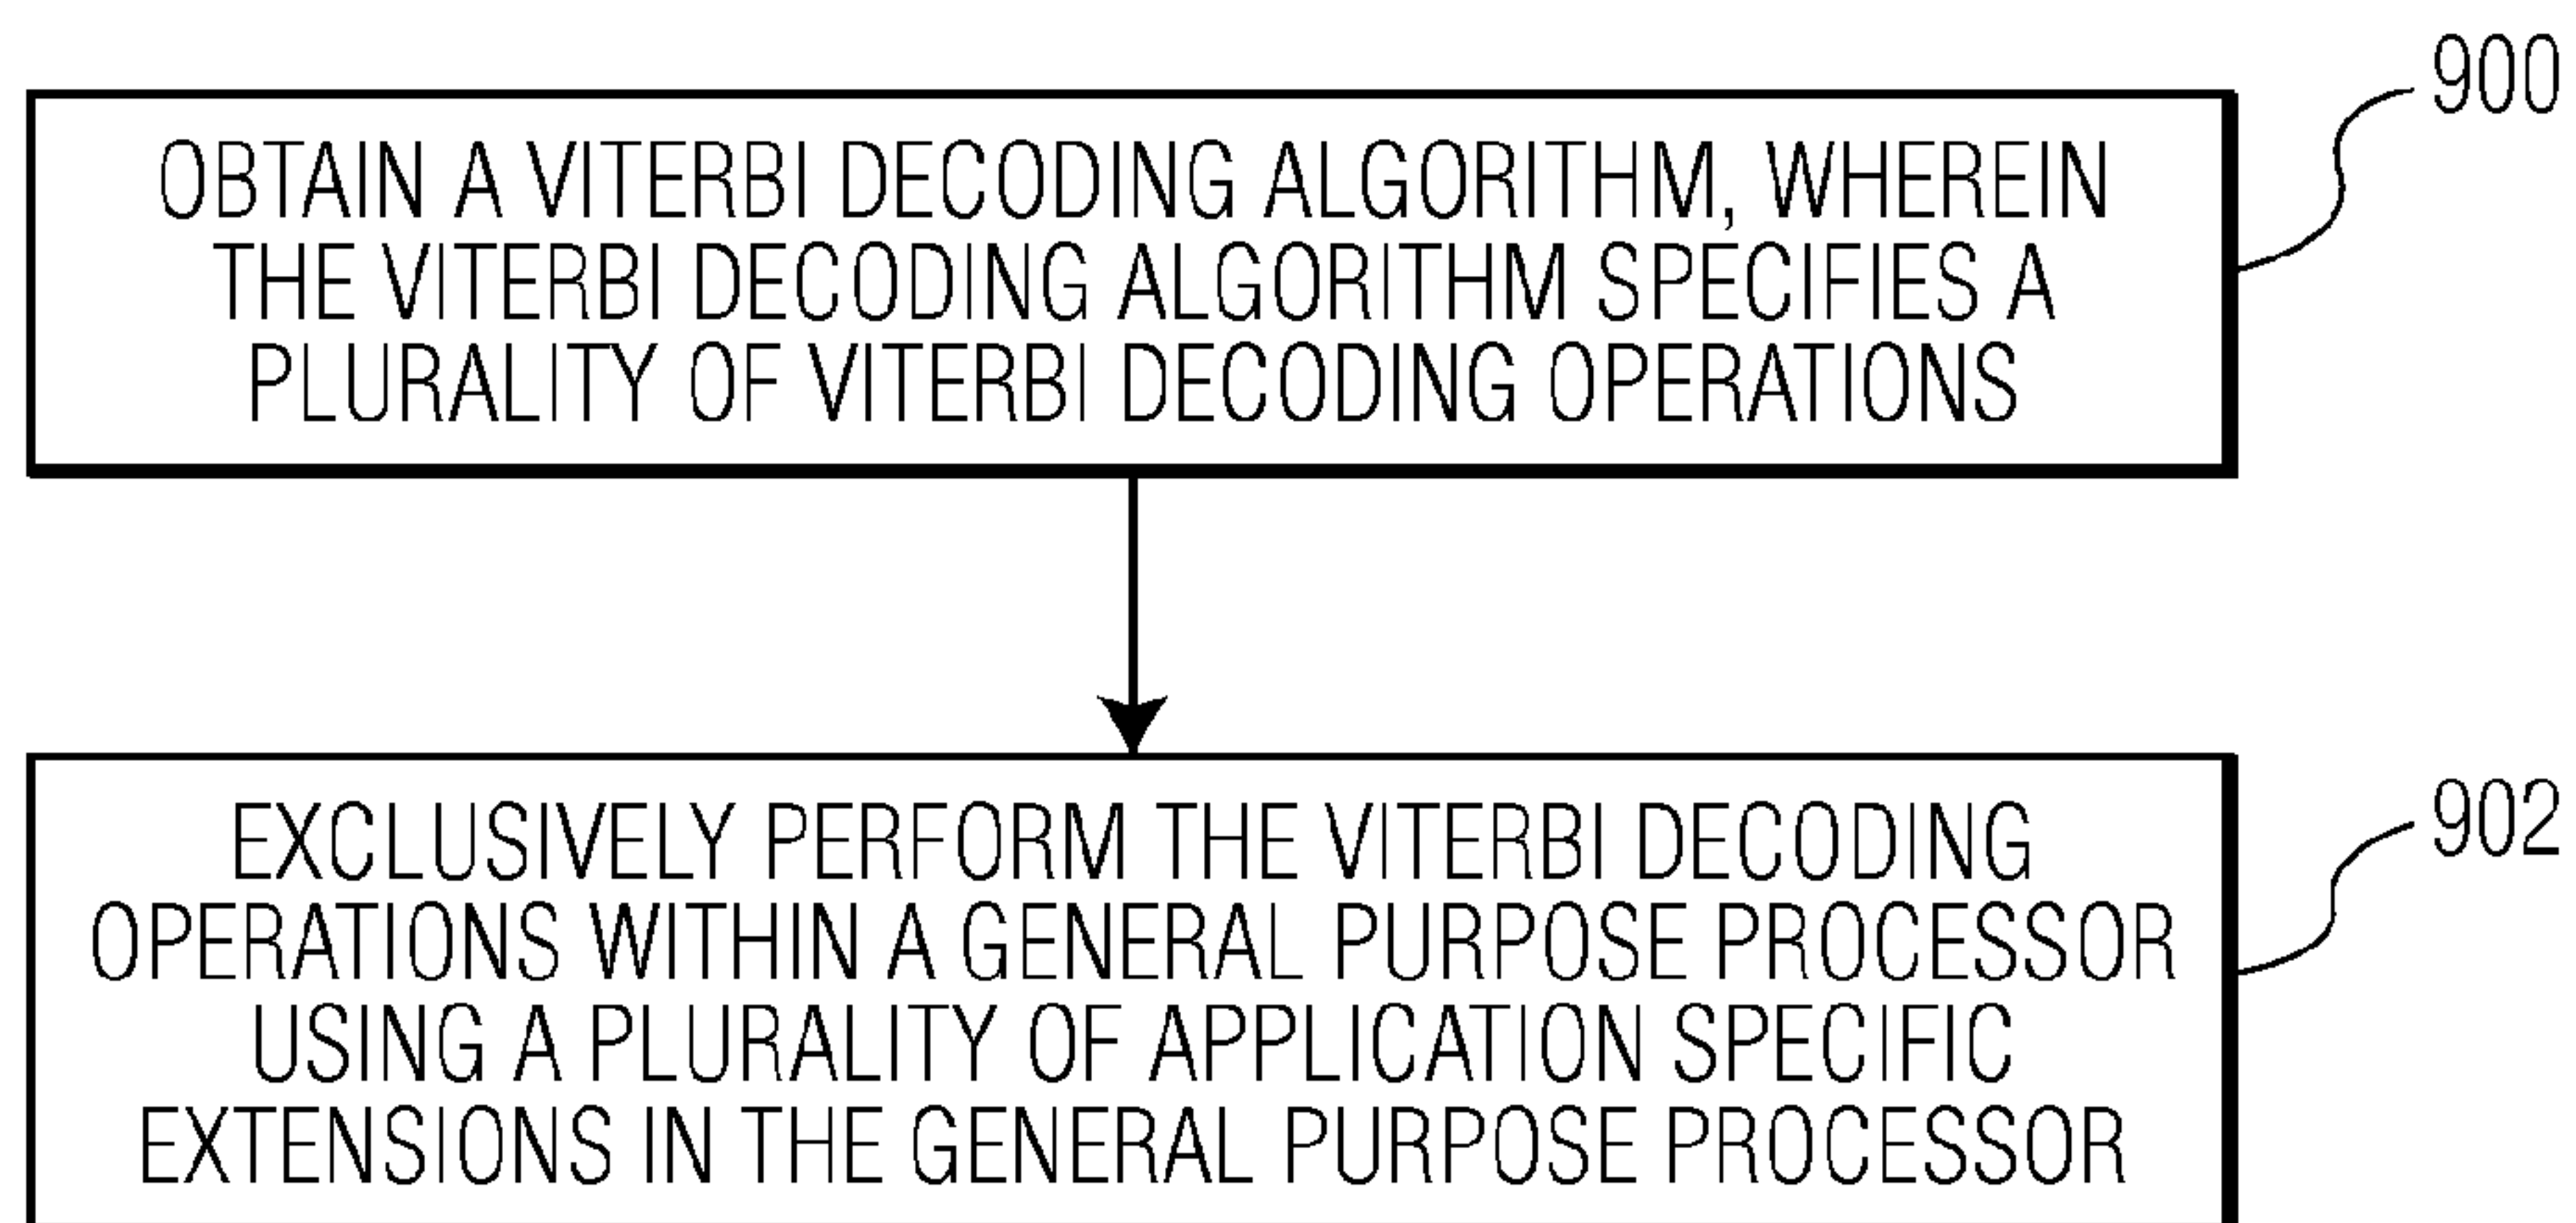 900
OBTAIN A VITERBI DECODING ALGORITHM, WHEREIN
THE VITERBI DECODING ALGORITHM SPECIFIES A
PLURALITY OF VITERBI DECODING OPERATIONS
902
EXCLUSIVELY PERFORM THE VITERBI DECODING
OPERATIONS WITHIN A GENERAL PURPOSE PROCESSOR
USING A PLURALITY OF APPLICATION SPECIFIC
EXTENSIONS IN THE GENERAL PURPOSE PROCESSOR